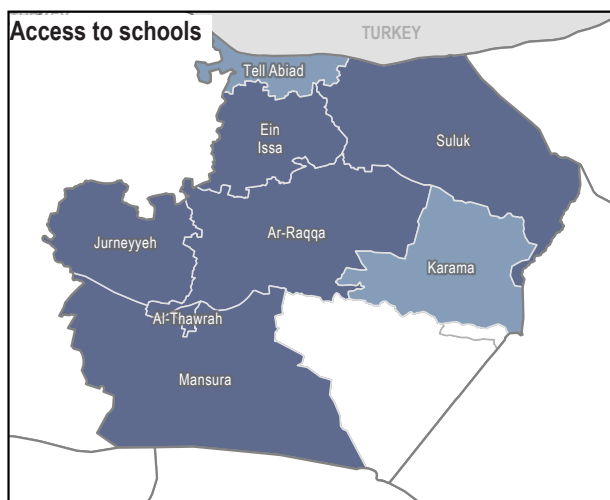 Access to schools
TURKEY
Tell Abiad
Ein
Issa
Suluk
Jurneyyeh
Ar-Raqqa
Karama
Al-Thawrah
Mansura